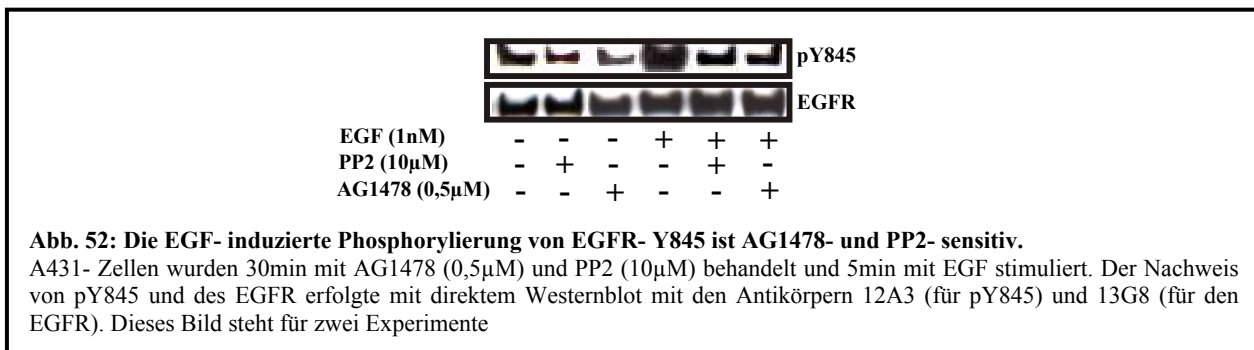 pY845
EGFR
EGF (1nM) - - - + + +
PP2 (10µM) - + - - + -
AG1478 (0,5µM) - - + - - +
Abb. 52: Die EGF- induzierte Phosphorylierung von EGFR- Y845 ist AG1478- und PP2- sensitiv.
A431- Zellen wurden 30min mit AG1478 (0,5µM) und PP2 (10µM) behandelt und 5min mit EGF stimuliert. Der Nachweis
von pY845 und des EGFR erfolgte mit direktem Westernblot mit den Antikörpern 12A3 (für pY845) und 13G8 (für den
EGFR). Dieses Bild steht für zwei Experimente